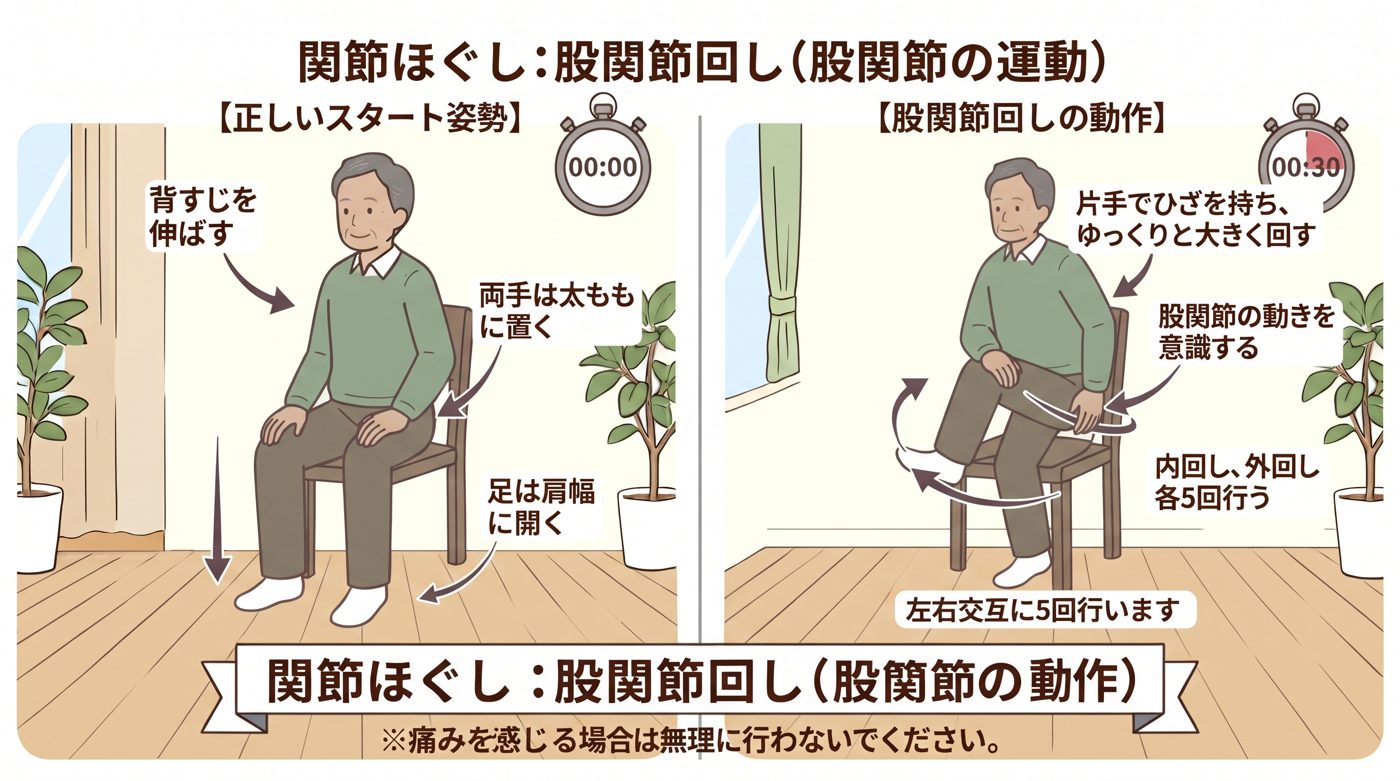 関節ほぐし：股関節回し（股関節の運動）
【正しいスタート姿勢】
00:00
背すじを
伸ばす
両手は太もも
に置く
足は肩幅
に開く
【股関節回しの動作】
00:30
片手でひざを持ち、
ゆっくりと大きく回す
股関節の動きを
意識する
内回し、外回し
各5回行う
左右交互に5回行います
関節ほぐし：股関節回し（股関節の動作）
※痛みを感じる場合は無理に行わないでください。